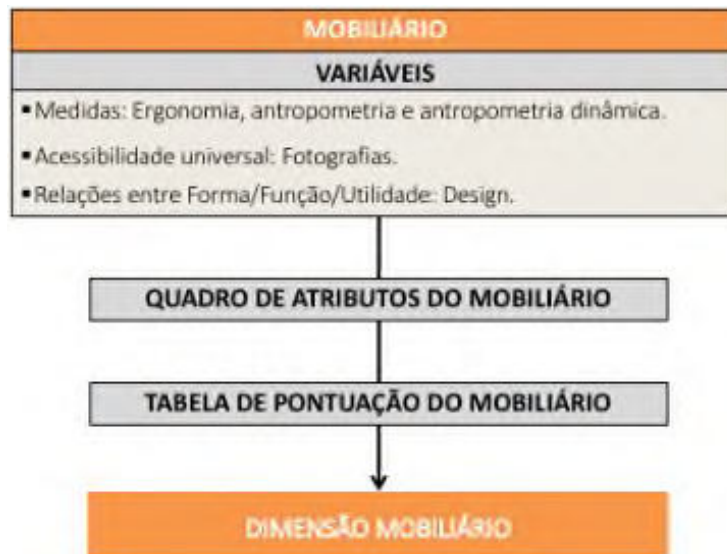 MOBILIÁRIO
VARIÁVEIS
▪Medidas: Ergonomia, antropometria e antropometria dinâmica.
▪Acessibilidade universal: Fotografias.
▪Relações entre Forma/Função/Utilidade: Design.
QUADRO DE ATRIBUTOS DO MOBILIÁRIO
TABELA DE PONTUAÇÃO DO MOBILIÁRIO
DIMENSÃO MOBILIÁRIO